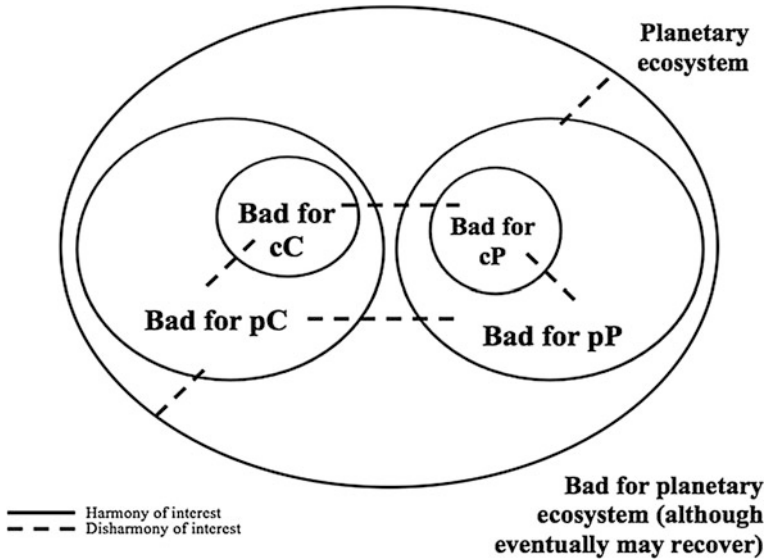 Planetary
ecosystem
Bad for
cC
Bad for
cP
Bad for pC
Bad for pP
Harmony of interest
Disharmony of interest
Bad for planetary
ecosystem (although
eventually may recover)